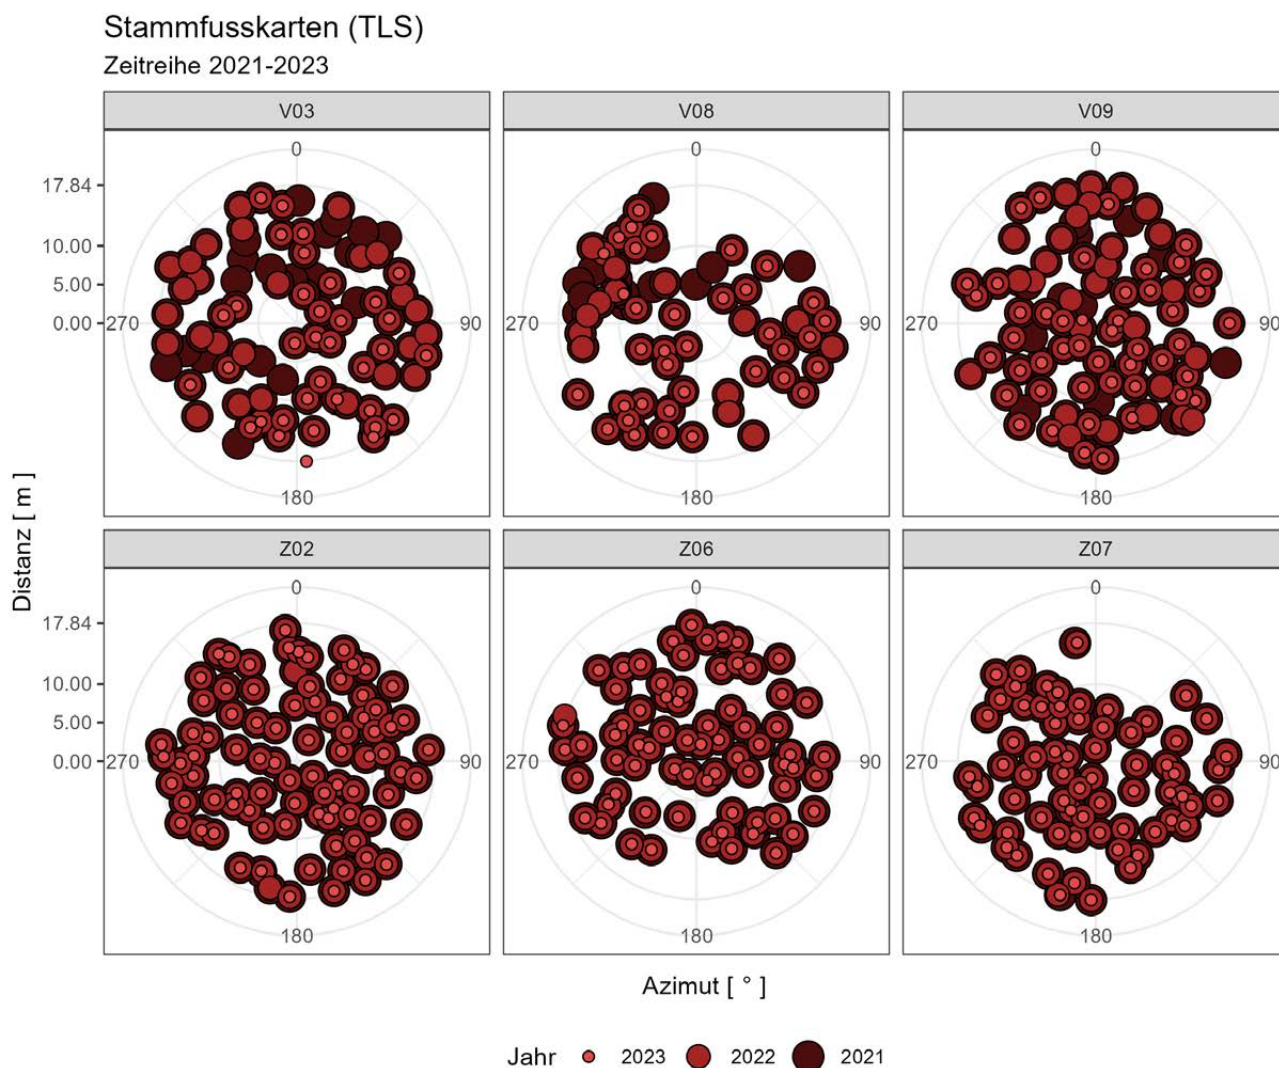 Stammfusskarten (TLS)
Zeitreihe 2021-2023
V03 V08 V09
0 0 0
17.84
10.00
5.00
0.00 270 90 270 90 270 90
180 180 180
Z02 Z06 Z07
0 0 0
17.84
10.00
5.00
0.00 270 90 270 90 270 90
180 180 180
Distanz [ m ]
Azimut [ ° ]
Jahr 2023 2022 2021